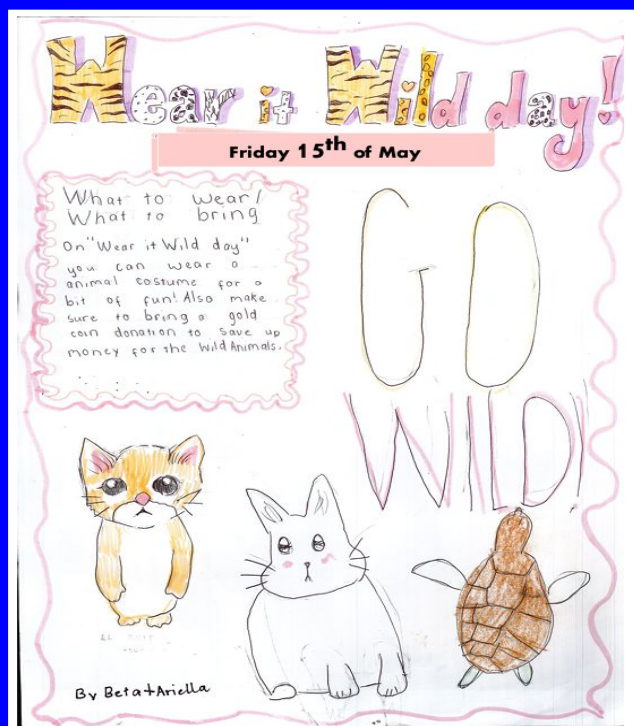 Wear it Wild day!
Friday 15th of May
What to wear/
What to bring
On "Wear it Wild day"
you can wear a
animal costume for a
bit of fun! Also make
sure to bring a gold
coin donation to save up
money for the Wild Animals.
GO
WILD!
By Beta+Ariella